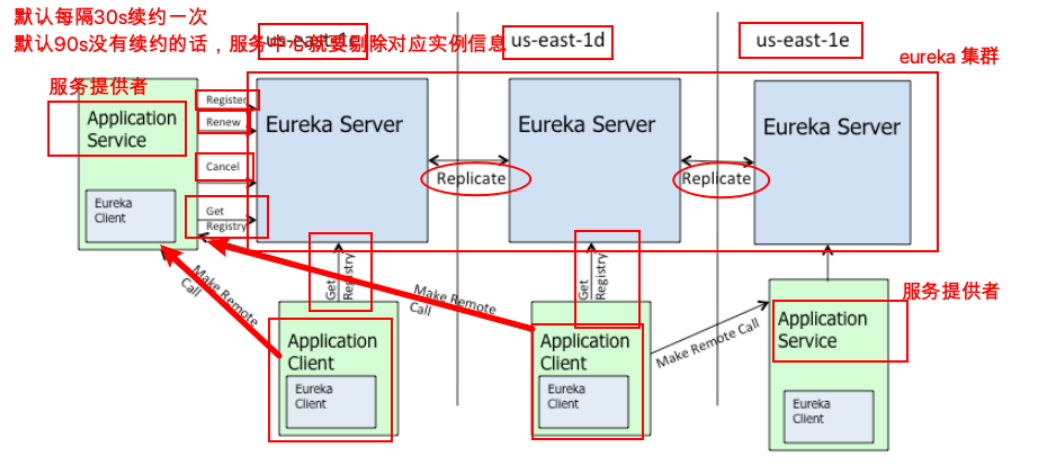 默认每隔30s续约一次
默认90s没有续约的话，服务中心就要剔除对应实例信息
us-east-1c
us-east-1d
us-east-1e
eureka 集群
服务提供者
Application
Service
Eureka
Client
Register
Renew
Cancel
Get
Registry
Eureka Server
Replicate
Eureka Server
Replicate
Eureka Server
Make Remote
Call
Get
Registry
Make Remote
Call
Get
Registry
Make Remote Call
Application
Client
Eureka
Client
Application
Client
Eureka
Client
服务提供者
Application
Service
Eureka
Client